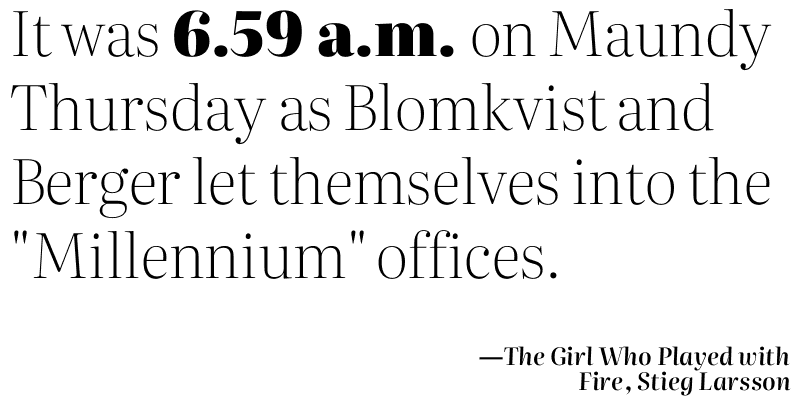 It was 6.59 a.m. on Maundy
Thursday as Blomkvist and
Berger let themselves into the
"Millennium" offices.
—The Girl Who Played with
Fire, Stieg Larsson